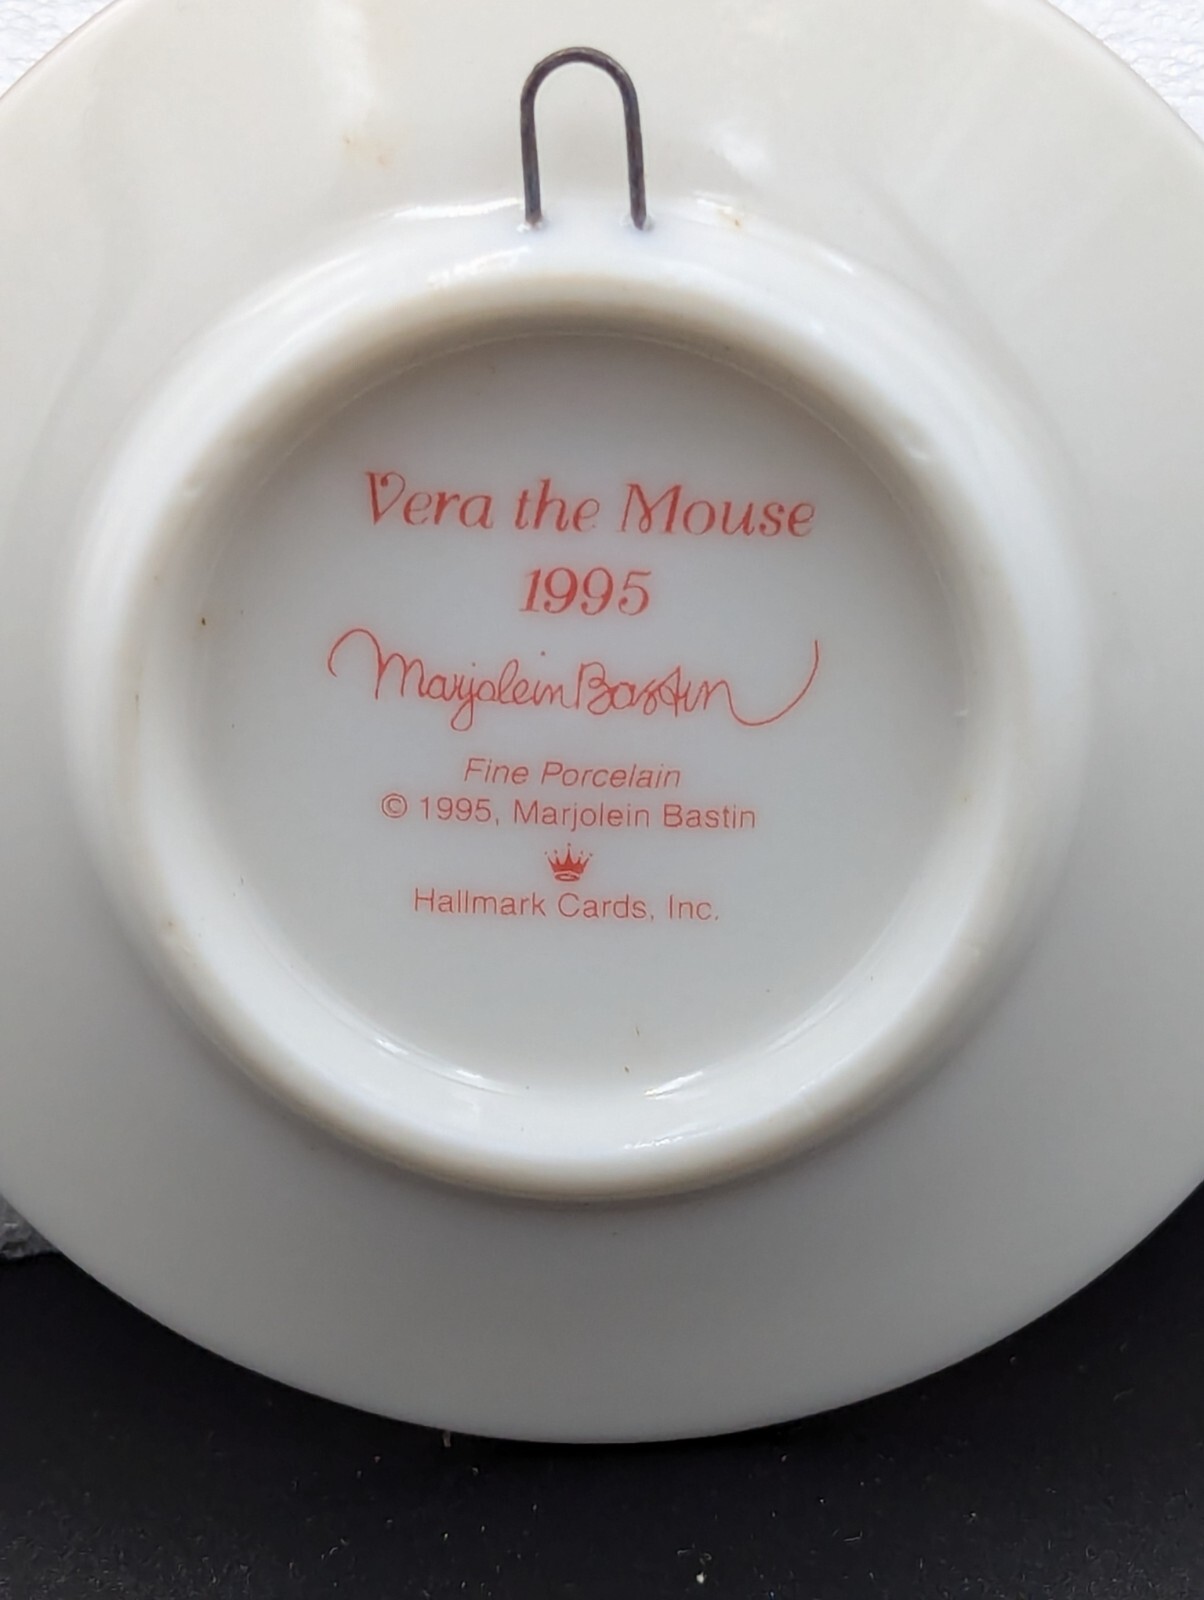 Vera the Mouse
1995
Marjolein Bastin
Fine Porcelain
© 1995, Marjolein Bastin
Hallmark Cards, Inc.